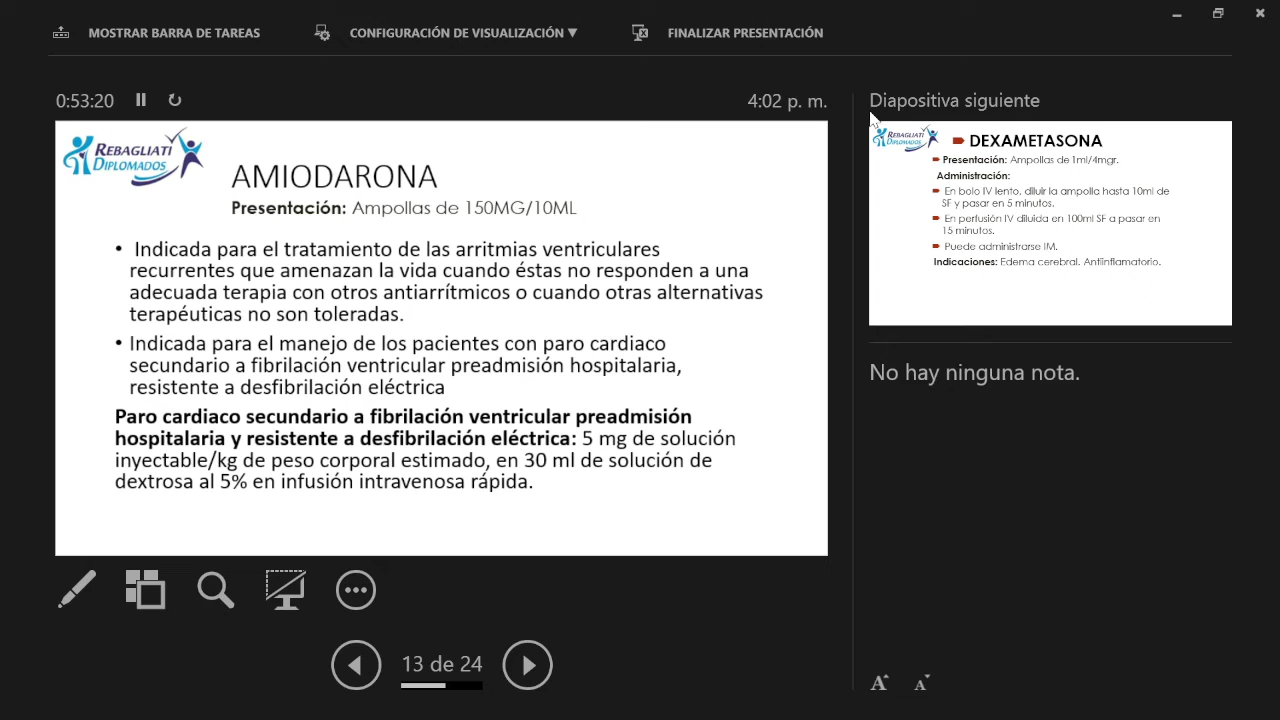 MOSTRAR BARRA DE TAREAS
CONFIGURACIÓN DE VISUALIZACIÓN ▼
FINALIZAR PRESENTACIÓN
0:53:20
4:02 p. m.
REBAGLIATI
DIPLOMADOS
AMIODARONA
Presentación: Ampollas de 150MG/10ML
• Indicada para el tratamiento de las arritmias ventriculares
recurrentes que amenazan la vida cuando éstas no responden a una
adecuada terapia con otros antiarrítmicos o cuando otras alternativas
terapéuticas no son toleradas.
• Indicada para el manejo de los pacientes con paro cardiaco
secundario a fibrilación ventricular preadmisión hospitalaria,
resistente a desfibrilación eléctrica
Paro cardiaco secundario a fibrilación ventricular preadmisión
hospitalaria y resistente a desfibrilación eléctrica: 5 mg de solución
inyectable/kg de peso corporal estimado, en 30 ml de solución de
dextrosa al 5% en infusión intravenosa rápida.
13 de 24
Diapositiva siguiente
REBAGLIATI
DIPLOMADOS
DEXAMETASONA
Presentación: Ampollas de 1ml/4mgr.
Administración:
En bolo IV lento, diluir la ampolla hasta 10ml de
SF y pasar en 5 minutos.
En perfusión IV diluida en 100ml SF a pasar en
15 minutos.
Puede administrarse IM.
Indicaciones: Edema cerebral. Antiinflamatorio.
No hay ninguna nota.
A A